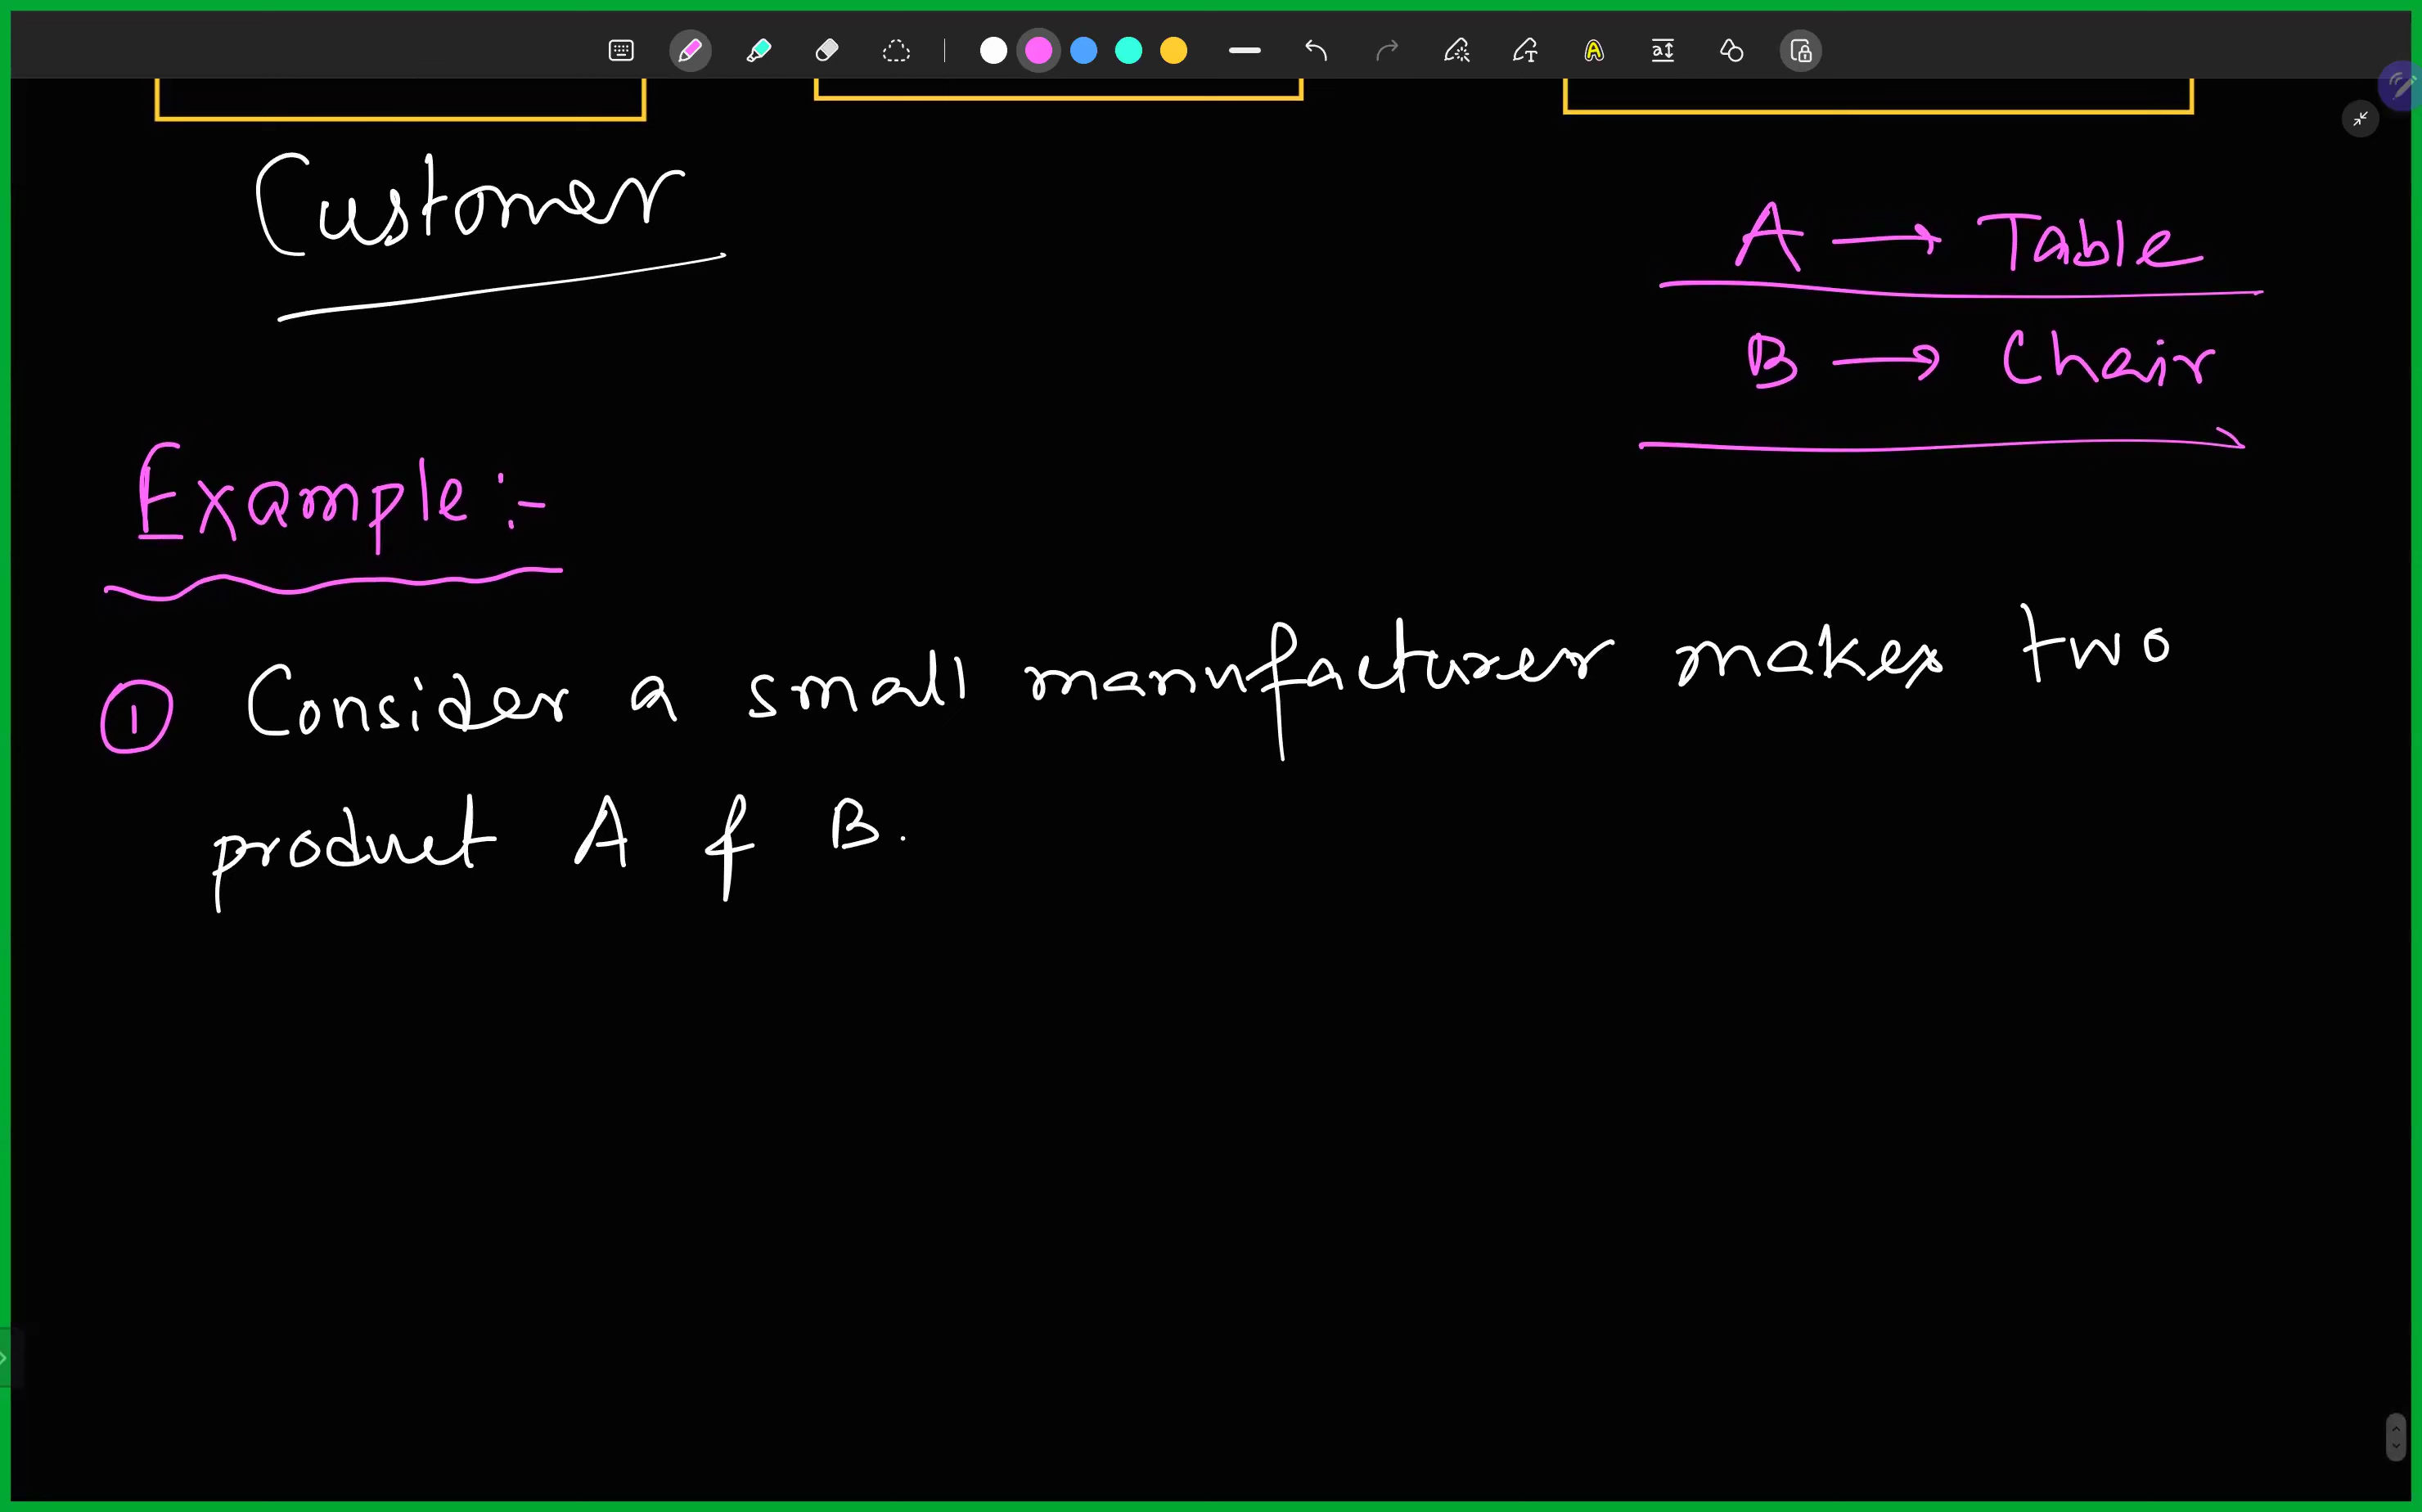 Customer
A → Table
B → Chair
Example :-
① Consider a small manufacturer makes two
product A & B.